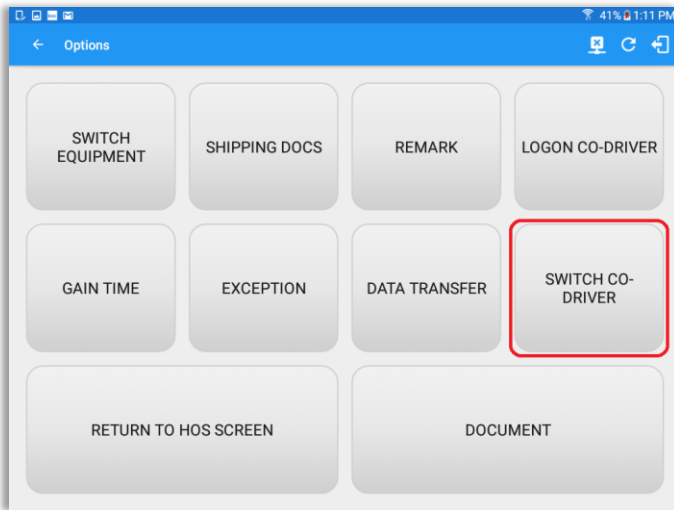 41% 1:11 PM
Options
SWITCH
EQUIPMENT
SHIPPING DOCS
REMARK
LOGON CO-DRIVER
GAIN TIME
EXCEPTION
DATA TRANSFER
SWITCH CO-
DRIVER
RETURN TO HOS SCREEN
DOCUMENT